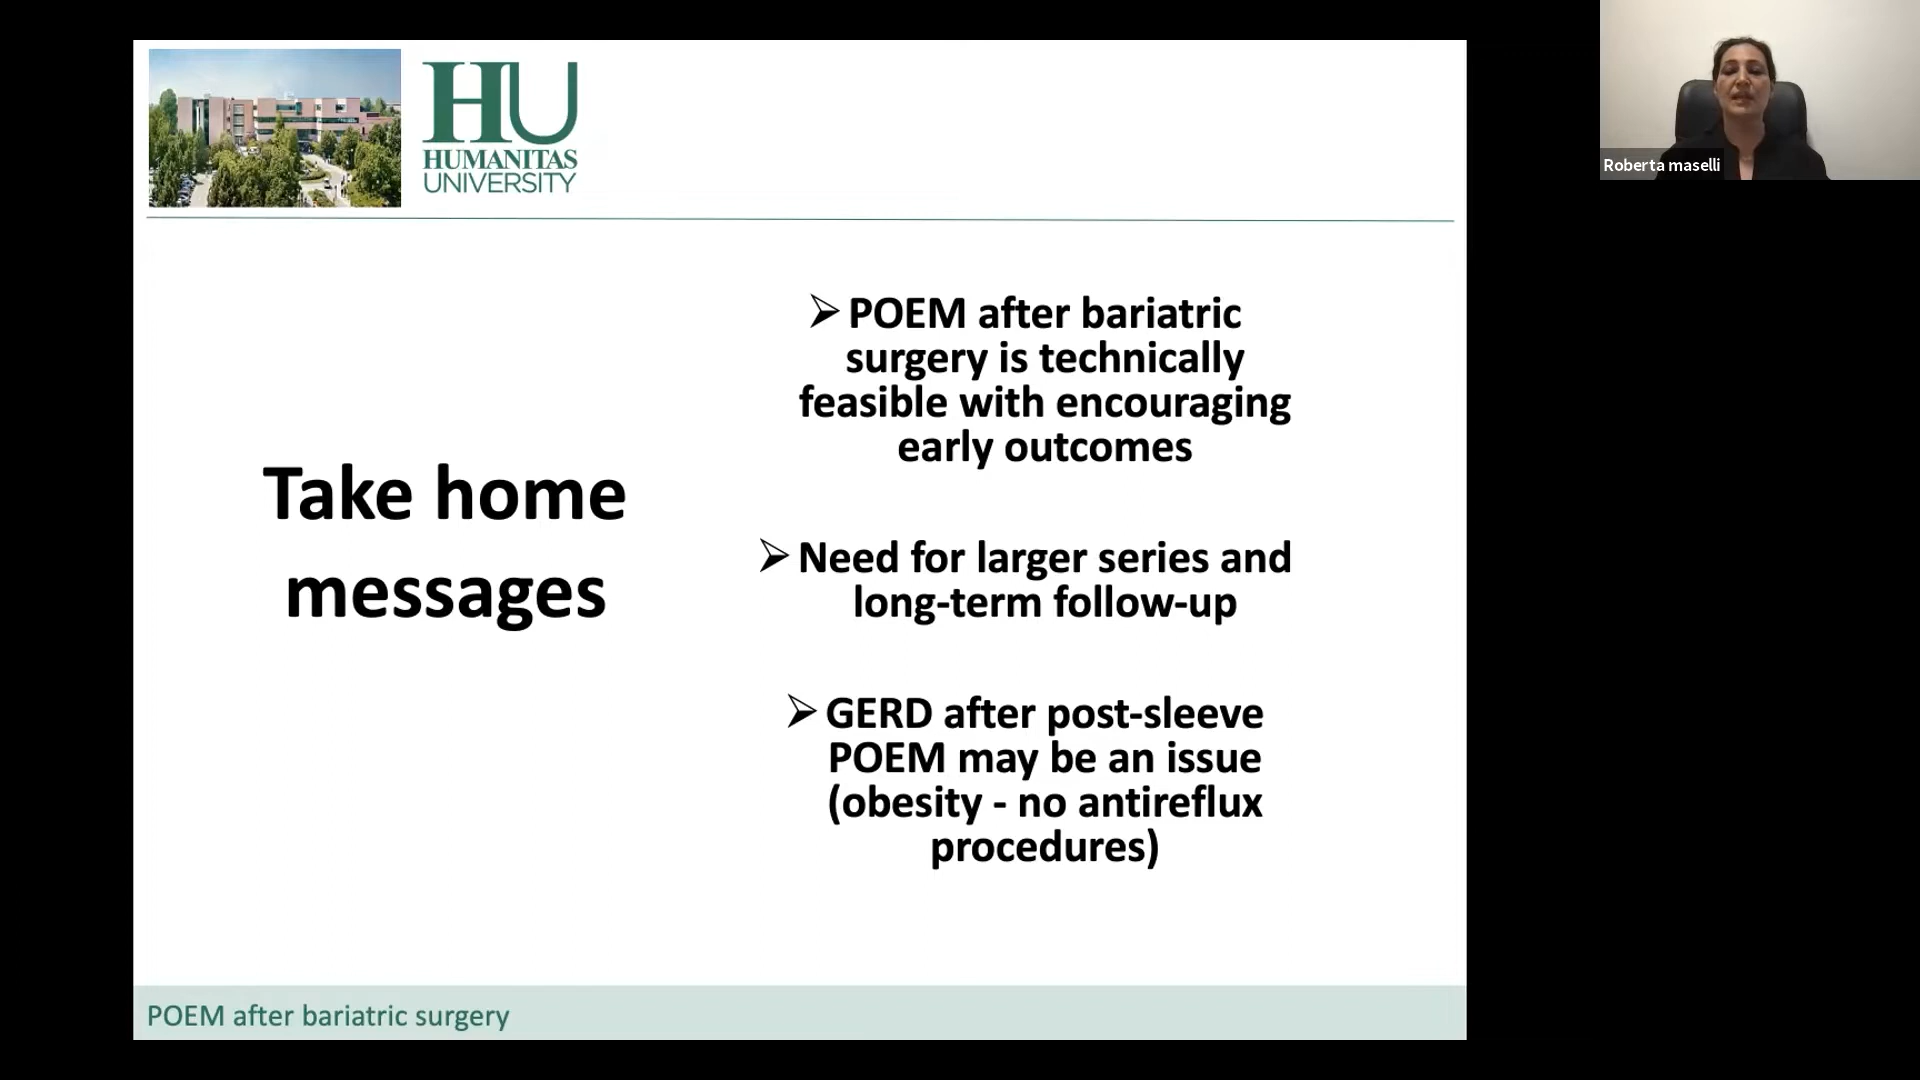 HU
HUMANITAS
UNIVERSITY
Roberta maselli
Take home
messages
➢ POEM after bariatric
surgery is technically
feasible with encouraging
early outcomes
➢ Need for larger series and
long-term follow-up
➢ GERD after post-sleeve
POEM may be an issue
(obesity - no antireflux
procedures)
POEM after bariatric surgery